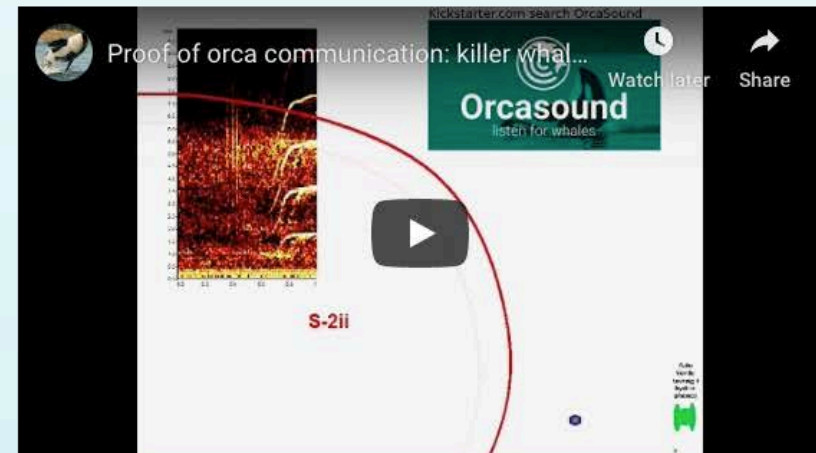 Kickstarter.com search OrcaSound
Proof of orca communication: killer whal...
Watch later
Share
Orcasound
listen for whales
S-2ii